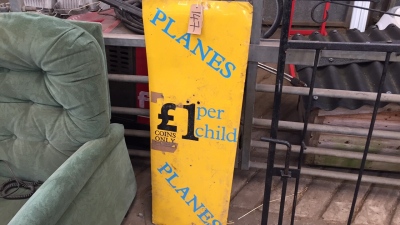 PLANES
£1 per
child
COINS
ONLY
PLANES